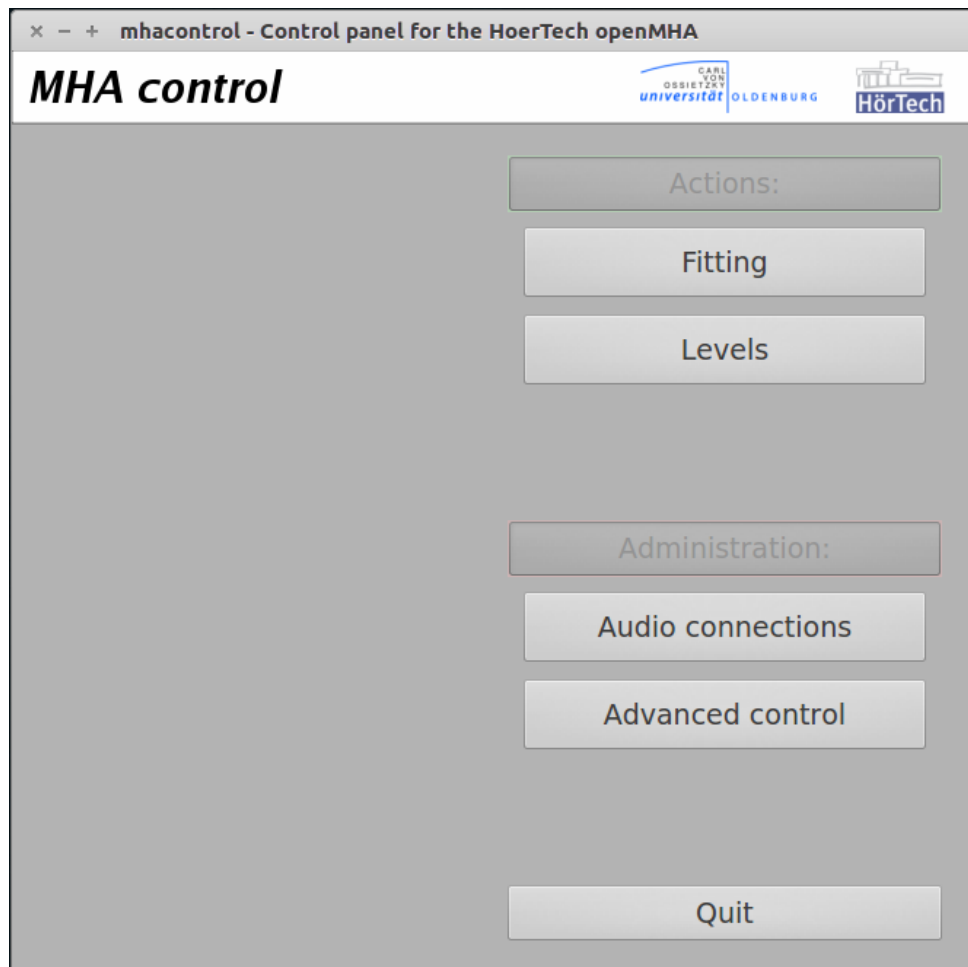 × – + mhacontrol - Control panel for the HoerTech openMHA
MHA control
CARL
VON
OSSIETZKY
universität OLDENBURG
HörTech
Actions:
Fitting
Levels
Administration:
Audio connections
Advanced control
Quit